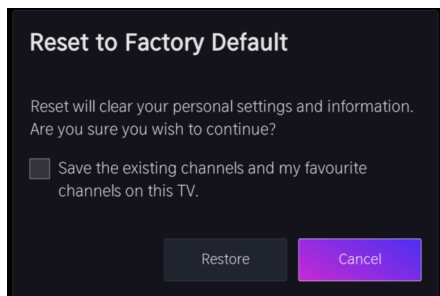 Reset to Factory Default
Reset will clear your personal settings and information.
Are you sure you wish to continue?
Save the existing channels and my favourite
channels on this TV.
Restore
Cancel